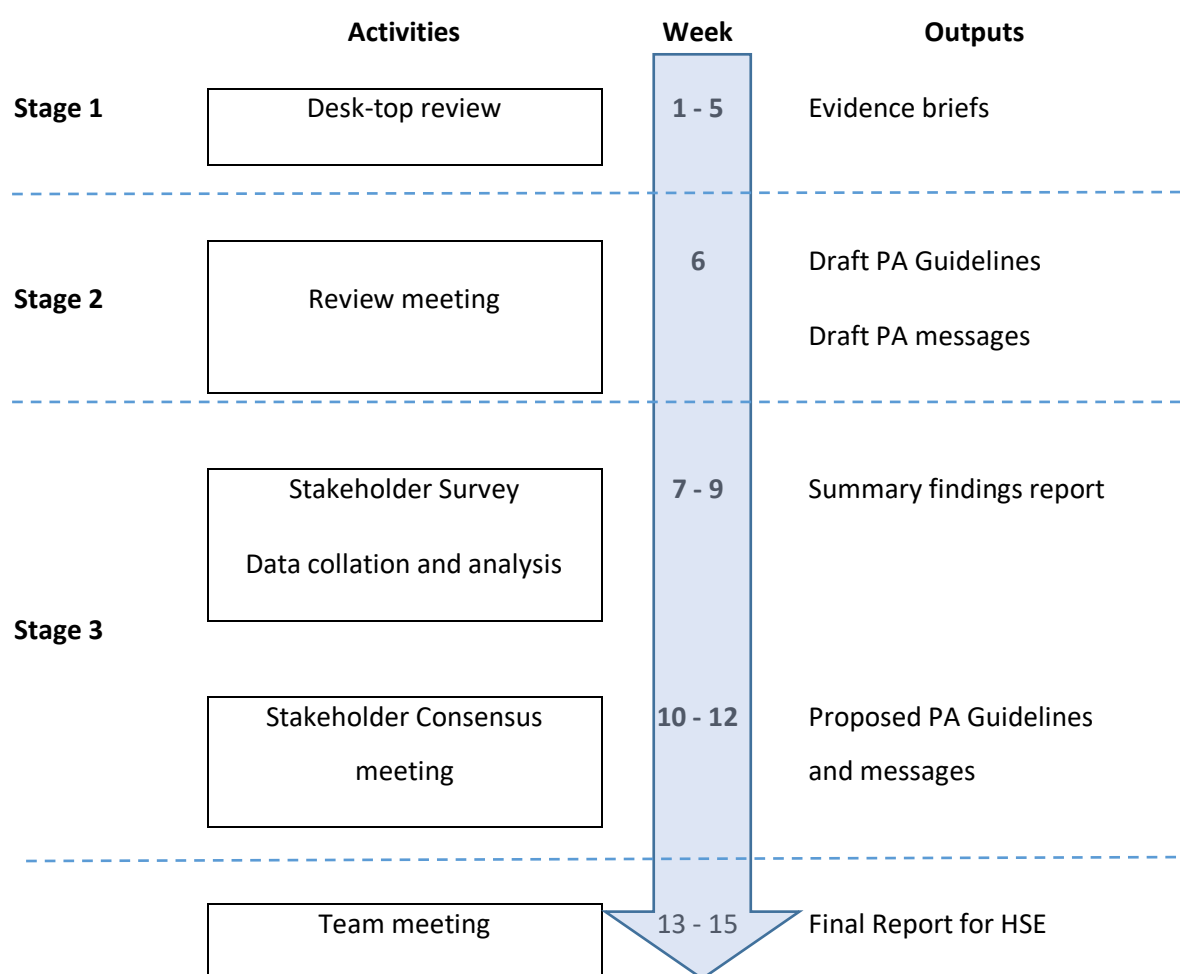 Activities Week Outputs
Stage 1 Desk-top review 1 - 5 Evidence briefs
6 Draft PA Guidelines
Stage 2 Review meeting
Draft PA messages
Stakeholder Survey 7 - 9 Summary findings report
Data collation and analysis
Stage 3
Stakeholder Consensus 10 - 12 Proposed PA Guidelines
meeting and messages
Team meeting 13 - 15 Final Report for HSE